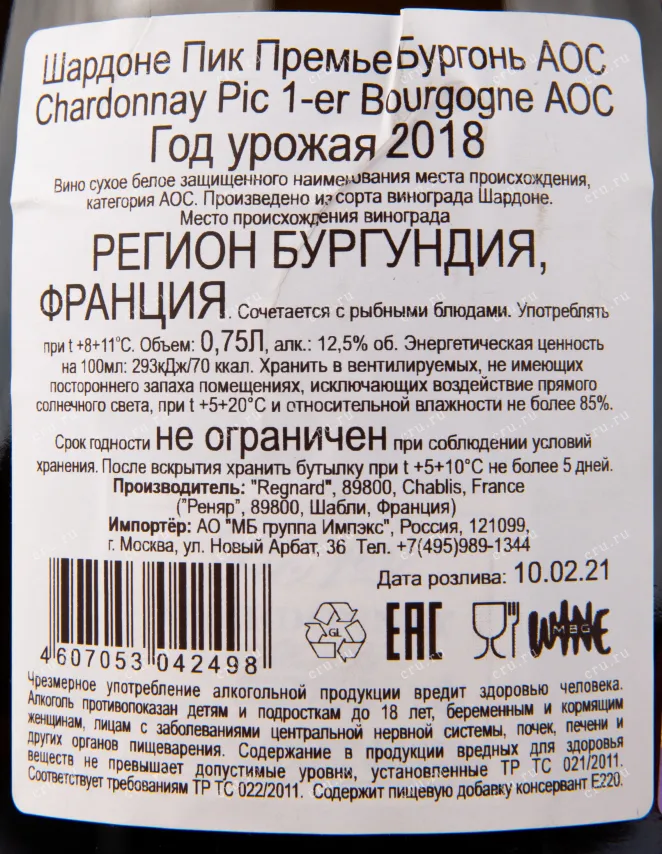 Шардоне Пик Премье Бургонь АОС
Chardonnay Pic 1-er Bourgogne AOC
Год урожая 2018
Вино сухое белое защищенного наименования места происхождения,
категория АОС. Произведено из сорта винограда Шардоне.
Место происхождения винограда
РЕГИОН БУРГУНДИЯ,
ФРАНЦИЯ. Сочетается с рыбными блюдами. Употреблять
при t +8+11°С. Объем: 0,75Л, алк.: 12,5% об. Энергетическая ценность
на 100мл: 293кДж/70 ккал. Хранить в вентилируемых, не имеющих
постороннего запаха помещениях, исключающих воздействие прямого
солнечного света, при t +5+20°С и относительной влажности не более 85%.
Срок годности не ограничен при соблюдении условий
хранения. После вскрытия хранить бутылку при t +5+10°С не более 5 дней.
Производитель: "Regnard", 89800, Chablis, France
("Реняр", 89800, Шабли, Франция)
Импортёр: АО "МБ группа Импэкс", Россия, 121099,
г. Москва, ул. Новый Арбат, 36 Тел. +7(495)989-1344
Дата розлива: 10.02.21
GL
EAC
WINE
MBG
4 607053 042498
Чрезмерное употребление алкогольной продукции вредит здоровью человека.
Алкоголь противопоказан детям и подросткам до 18 лет, беременным и кормящим
женщинам, лицам с заболеваниями центральной нервной системы, почек, печени и
других органов пищеварения. Содержание в продукции вредных для здоровья
веществ не превышает допустимые уровни, установленные ТР ТС 021/2011.
Соответствует требованиям ТР ТС 022/2011. Содержит пищевую добавку консервант Е220.